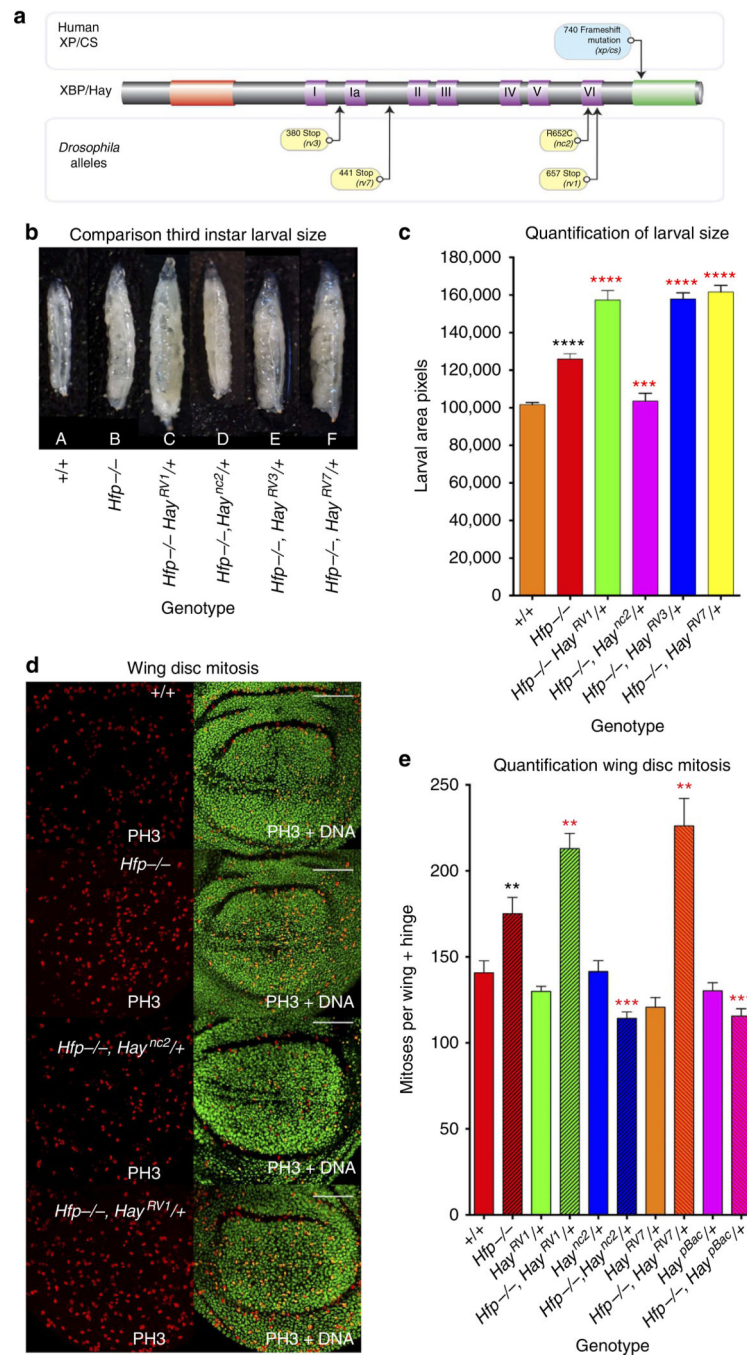 a
Human
XP/CS
740 Frameshift
mutation
(xp/cs)
XBP/Hay
I
Ia
II
III
IV
V
VI
Drosophila
alleles
380 Stop
(rv3)
441 Stop
(rv7)
R652C
(nc2)
657 Stop
(rv1)
b
Comparison third instar larval size
A
B
C
D
E
F
+/+
Hfp–/–
Hfp–/– Hay RV1/+
Hfp–/–,Hay nc2/+
Hfp–/–, Hay RV3/+
Hfp–/–, Hay RV7/+
Genotype
c
Quantification of larval size
180,000
160,000
140,000
120,000
100,000
80,000
60,000
40,000
20,000
0
Larval area pixels
****
****
***
****
****
+/+
Hfp–/–
Hfp–/– Hay RV1/+
Hfp–/–, Hay nc2/+
Hfp–/–, Hay RV3/+
Hfp–/–, Hay RV7/+
Genotype
d
Wing disc mitosis
+/+
PH3
PH3 + DNA
Hfp–/–
PH3
PH3 + DNA
Hfp–/–, Hay nc2/+
PH3
PH3 + DNA
Hfp–/–, Hay RV1/+
PH3
PH3 + DNA
e
Quantification wing disc mitosis
250
200
150
100
50
0
Mitoses per wing + hinge
**
**
***
**
***
+/+
Hfp–/–
Hay RV1/+
Hfp–/–, Hay RV1/+
Hay nc2/+
Hfp–/–,Hay nc2/+
Hay RV7/+
Hfp–/–, Hay RV7/+
Hay pBac/+
Hfp–/–, Hay pBac/+
Genotype